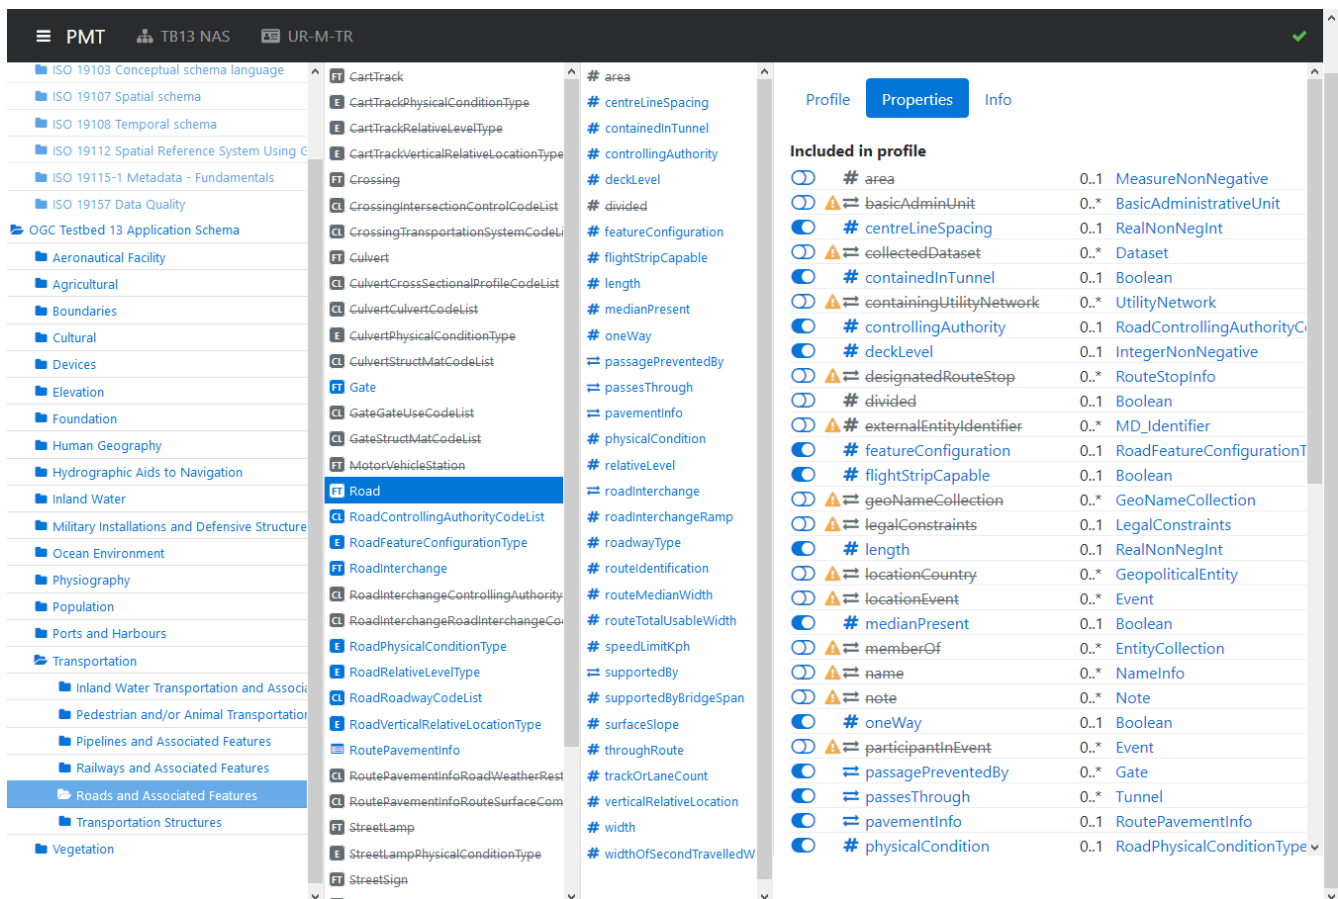 PMT TB13 NAS UR-M-TR
ISO 19103 Conceptual schema language
ISO 19107 Spatial schema
ISO 19108 Temporal schema
ISO 19112 Spatial Reference System Using G
ISO 19115-1 Metadata - Fundamentals
ISO 19157 Data Quality
OGC Testbed 13 Application Schema
Aeronautical Facility
Agricultural
Boundaries
Cultural
Devices
Elevation
Foundation
Human Geography
Hydrographic Aids to Navigation
Inland Water
Military Installations and Defensive Structure
Ocean Environment
Physiography
Population
Ports and Harbours
Transportation
Inland Water Transportation and Associa
Pedestrian and/or Animal Transportation
Pipelines and Associated Features
Railways and Associated Features
Roads and Associated Features
Transportation Structures
Vegetation
FT CartTrack
E CartTrackPhysicalConditionType
E CartTrackRelativeLevelType
E CartTrackVerticalRelativeLocationType
FT Crossing
CL CrossingIntersectionControlCodeList
CL CrossingTransportationSystemCodeLi
FT Culvert
CL CulvertCrossSectionalProfileCodeList
CL CulvertCulvertCodeList
E CulvertPhysicalConditionType
CL CulvertStructMatCodeList
FT Gate
CL GateGateUseCodeList
CL GateStructMatCodeList
FT MotorVehicleStation
FT Road
CL RoadControllingAuthorityCodeList
E RoadFeatureConfigurationType
FT RoadInterchange
CL RoadInterchangeControllingAuthority
CL RoadInterchangeRoadInterchangeCo
E RoadPhysicalConditionType
E RoadRelativeLevelType
CL RoadRoadwayCodeList
E RoadVerticalRelativeLocationType
RoutePavementInfo
CL RoutePavementInfoRoadWeatherRest
CL RoutePavementInfoRouteSurfaceCom
FT StreetLamp
E StreetLampPhysicalConditionType
FT StreetSign
# area
# centreLineSpacing
# containedInTunnel
# controllingAuthority
# deckLevel
# divided
# featureConfiguration
# flightStripCapable
# length
# medianPresent
# oneWay
passagePreventedBy
passesThrough
pavementInfo
# physicalCondition
# relativeLevel
roadInterchange
# roadInterchangeRamp
# roadwayType
# routeIdentification
# routeMedianWidth
# routeTotalUsableWidth
# speedLimitKph
supportedBy
# supportedByBridgeSpan
# surfaceSlope
# throughRoute
# trackOrLaneCount
# verticalRelativeLocation
# width
# widthOfSecondTravelledW
Profile Properties Info
Included in profile
# area 0..1 MeasureNonNegative
basicAdminUnit 0..* BasicAdministrativeUnit
# centreLineSpacing 0..1 RealNonNegInt
collectedDataset 0..* Dataset
# containedInTunnel 0..1 Boolean
containingUtilityNetwork 0..* UtilityNetwork
# controllingAuthority 0..1 RoadControllingAuthorityC
# deckLevel 0..1 IntegerNonNegative
designatedRouteStop 0..* RouteStopInfo
# divided 0..1 Boolean
# externalEntityIdentifier 0..* MD_Identifier
# featureConfiguration 0..1 RoadFeatureConfigurationT
# flightStripCapable 0..1 Boolean
geoNameCollection 0..* GeoNameCollection
legalConstraints 0..1 LegalConstraints
# length 0..1 RealNonNegInt
locationCountry 0..* GeopoliticalEntity
locationEvent 0..* Event
# medianPresent 0..1 Boolean
memberOf 0..* EntityCollection
name 0..* NameInfo
note 0..* Note
# oneWay 0..1 Boolean
participantInEvent 0..* Event
passagePreventedBy 0..* Gate
passesThrough 0..* Tunnel
pavementInfo 0..1 RoutePavementInfo
# physicalCondition 0..1 RoadPhysicalConditionType